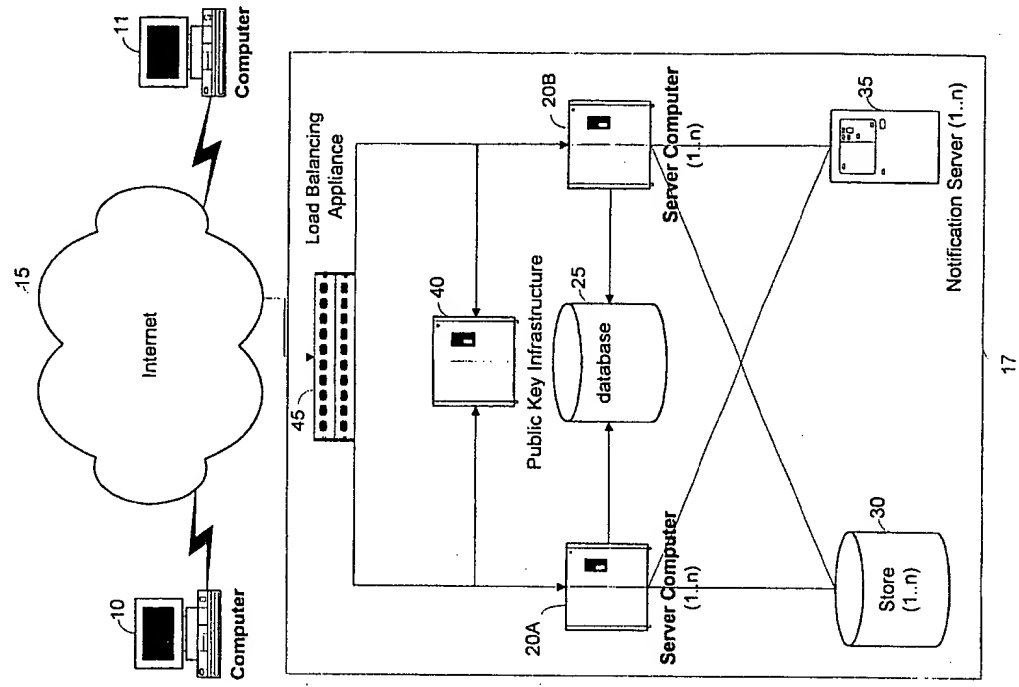 10
Computer
15
Internet
11
Computer
45
Load Balancing
Appliance
40
Public Key Infrastructure
20A
Server Computer
(1..n)
25
database
20B
Server Computer
(1..n)
30
Store
(1..n)
35
Notification Server (1..n)
17